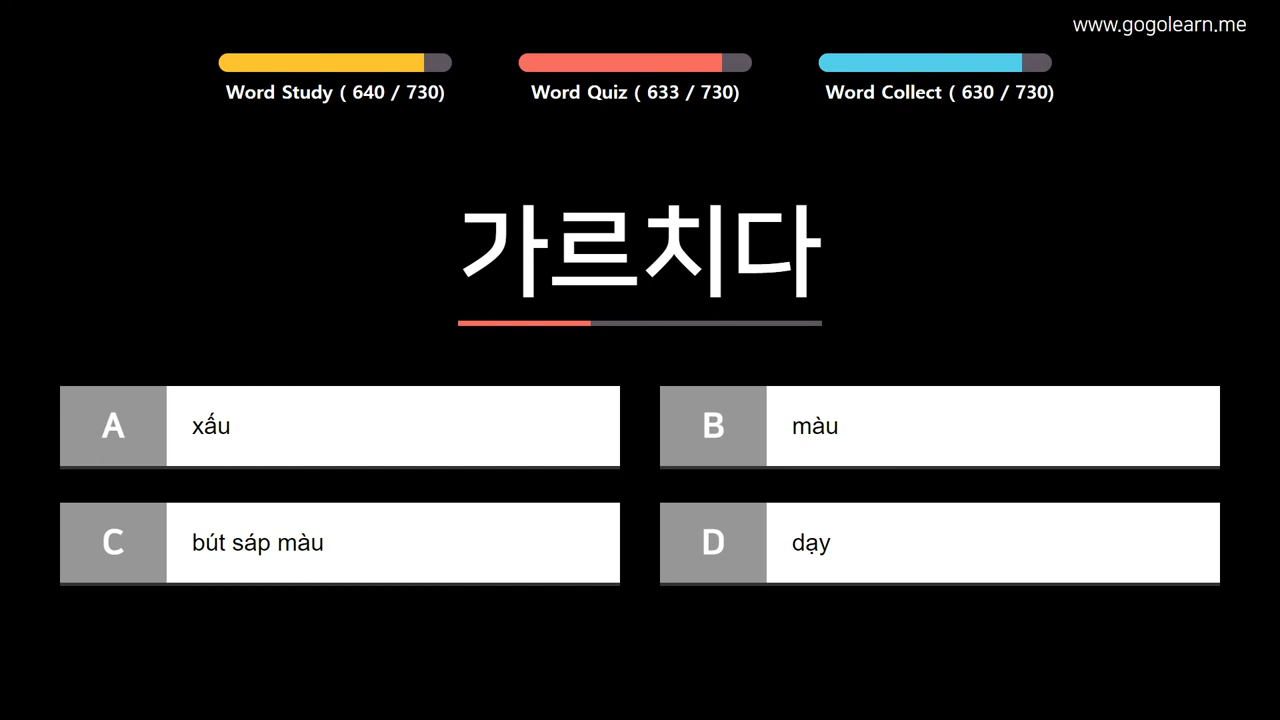 www.gogolearn.me
Word Study ( 640 / 730)
Word Quiz ( 633 / 730)
Word Collect ( 630 / 730)
가르치다
A xấu
B màu
C bút sáp màu
D dạy